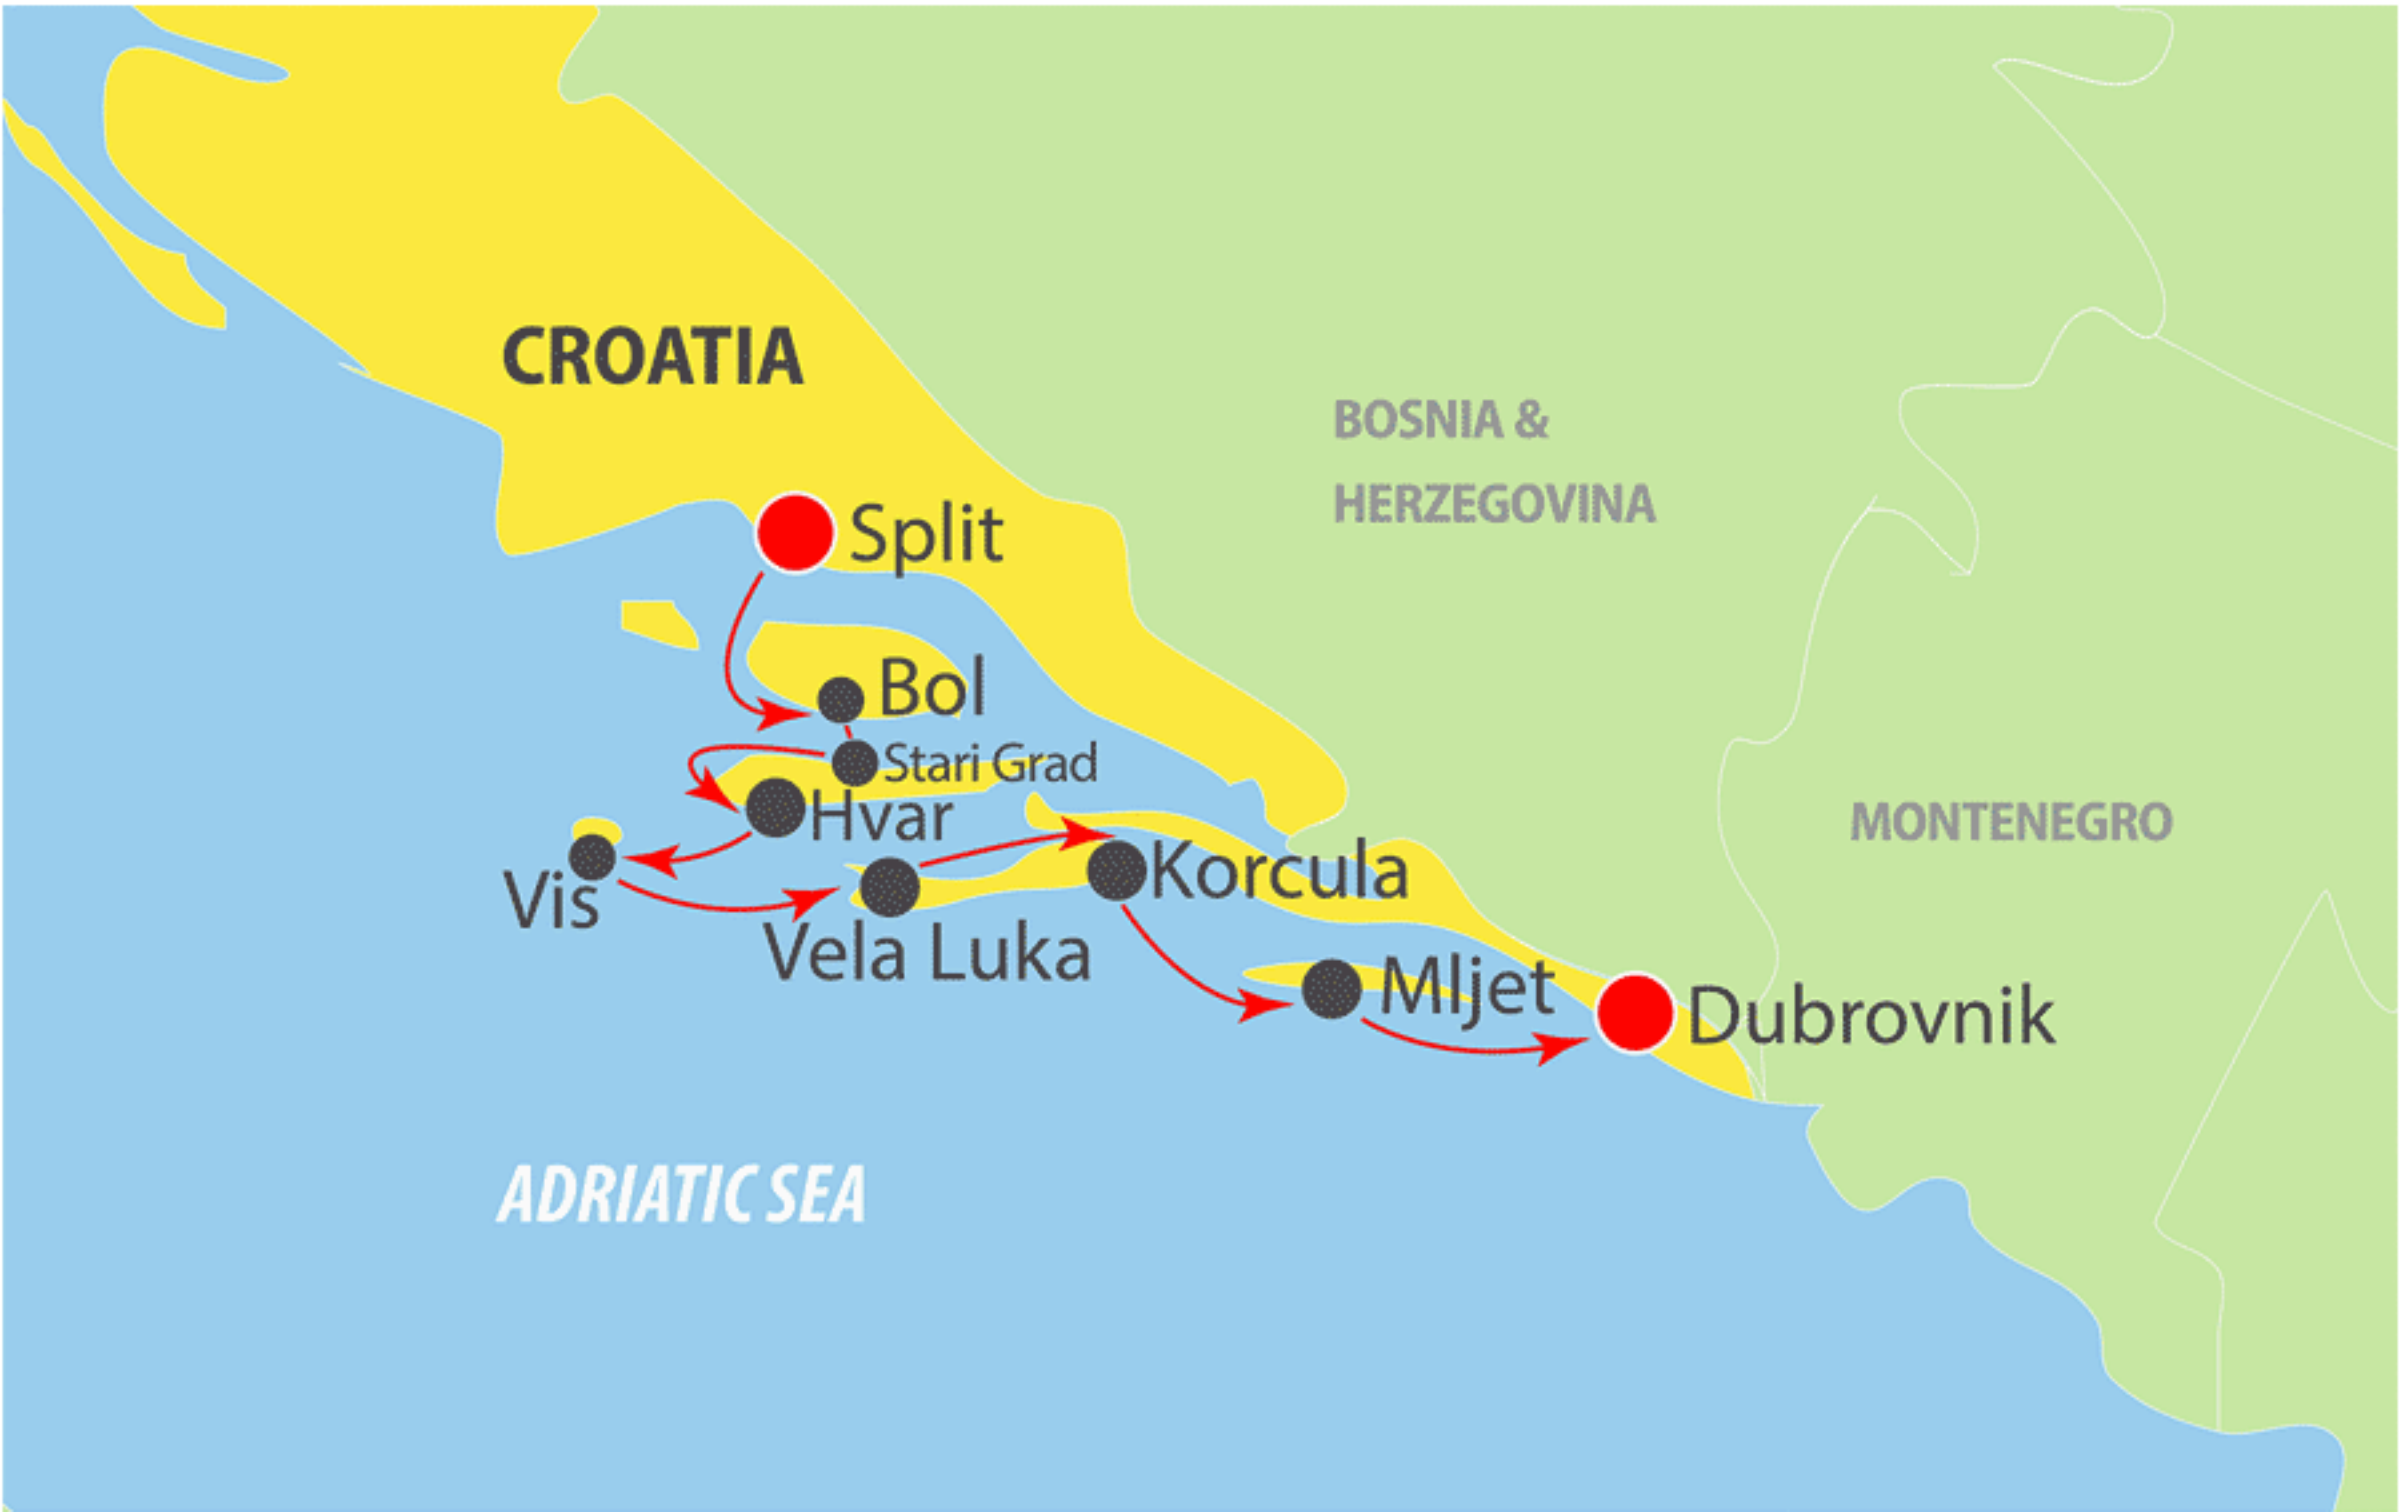 CROATIA
BOSNIA &
HERZEGOVINA
Split
Bol
Stari Grad
Hvar
MONTENEGRO
Korcula
Vis
Vela Luka
Mljet
Dubrovnik
ADRIATIC SEA